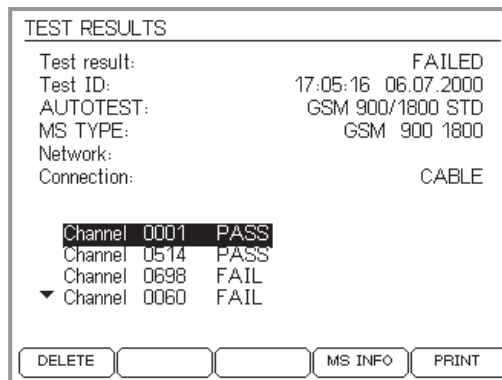 TEST RESULTS
Test result: FAILED
Test ID: 17:05:16 06.07.2000
AUTOTEST: GSM 900/1800 STD
MS TYPE: GSM 900 1800
Network:
Connection: CABLE
Channel 0001 PASS
Channel 0514 PASS
Channel 0698 FAIL
Channel 0060 FAIL
DELETE MS INFO PRINT